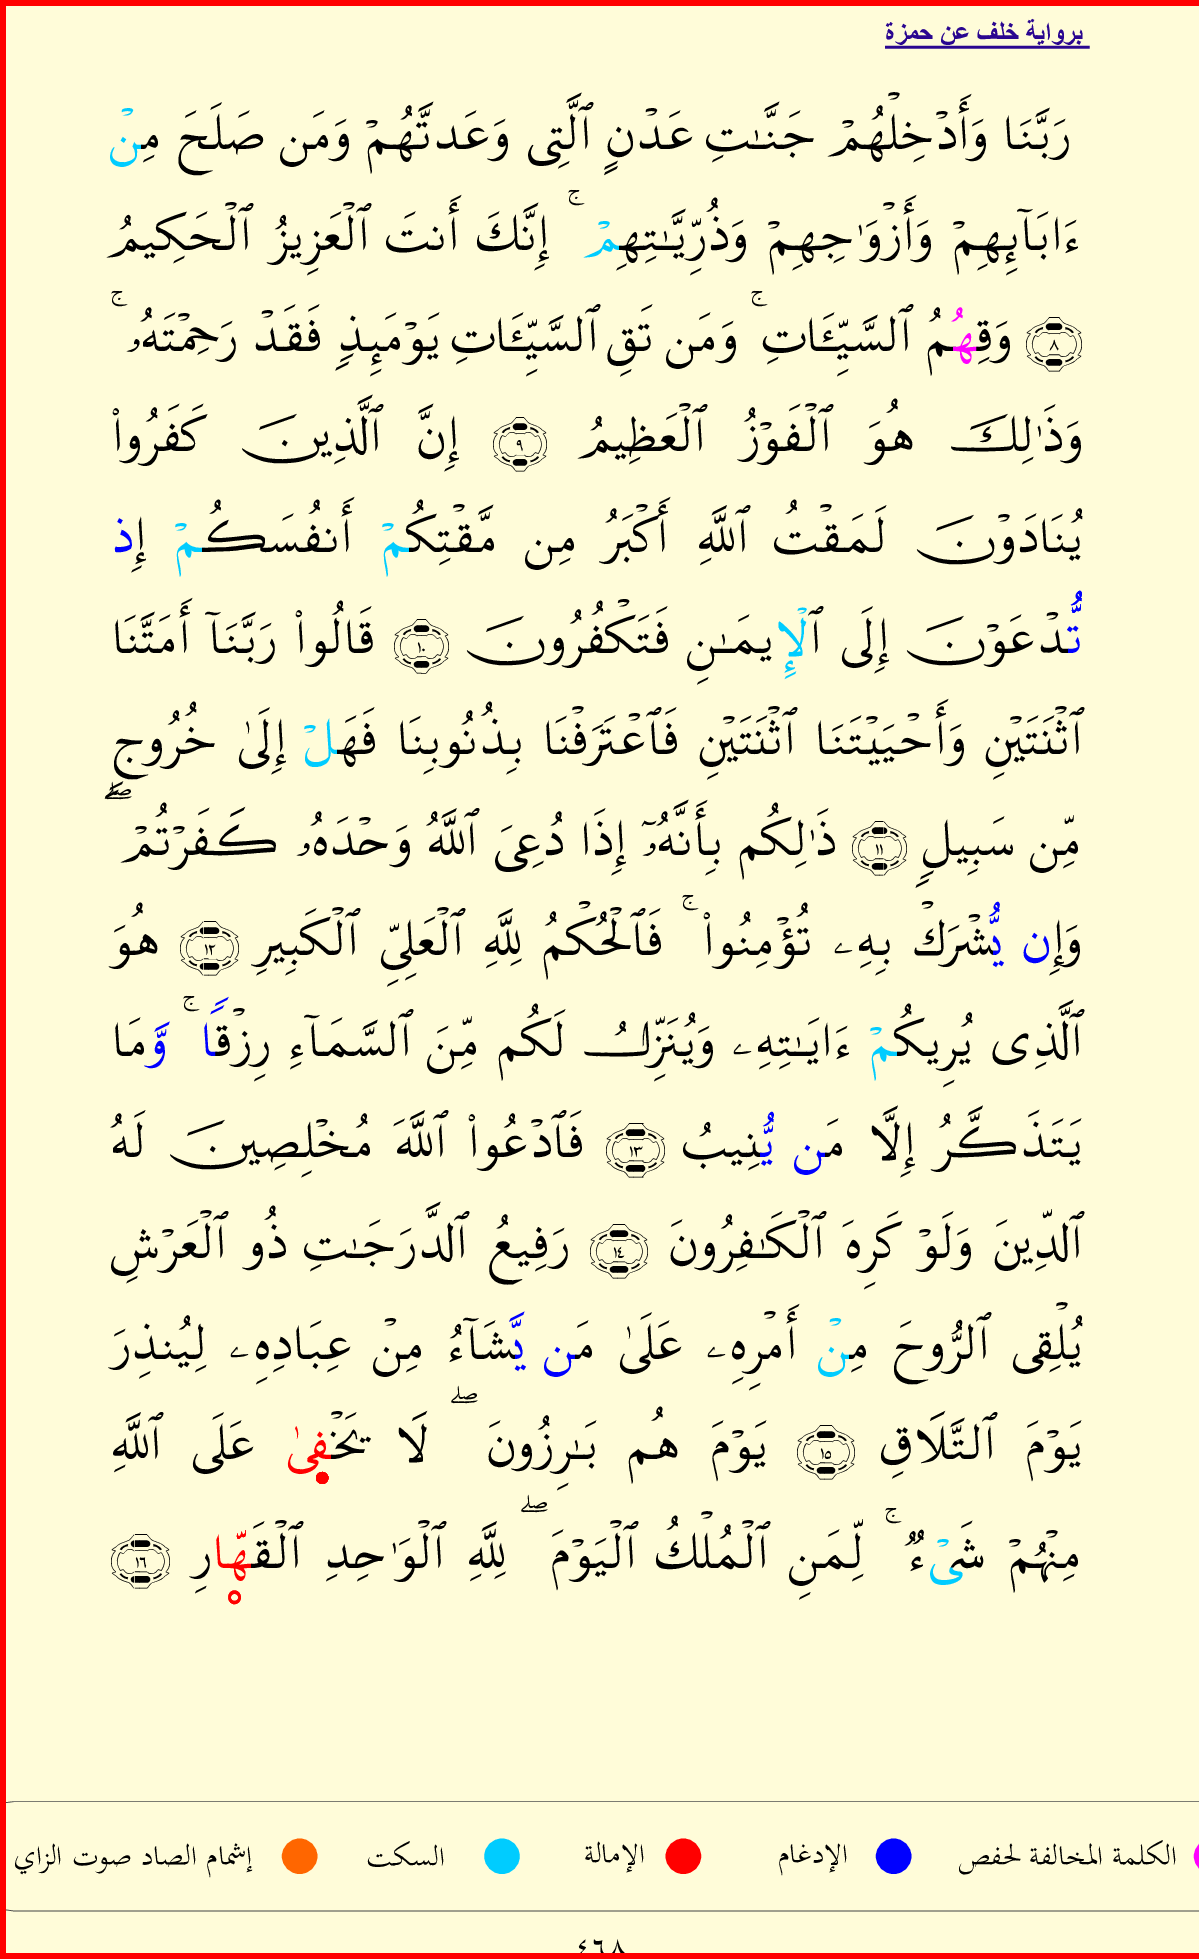 برواية خلف عن حمزة
رَبَّنَا وَأَدۡخِلۡهُمۡ جَنَّـٰتِ عَدۡنٍ ٱلَّتِى وَعَدتَّهُمۡ وَمَن صَلَحَ مِنۡ
ءَابَآئِهِمۡ وَأَزۡوَٰجِهِمۡ وَذُرِّيَّـٰتِهِمۡ ۚ إِنَّكَ أَنتَ ٱلۡعَزِيزُ ٱلۡحَكِيمُ
٨ وَقِهُمُ ٱلسَّيِّـَٔاتِ ۚ وَمَن تَقِ ٱلسَّيِّـَٔاتِ يَوۡمَئِذٍ فَقَدۡ رَحِمۡتَهُۥ ۚ
وَذَٰلِكَ هُوَ ٱلۡفَوۡزُ ٱلۡعَظِيمُ ٩ إِنَّ ٱلَّذِينَ كَفَرُواْ
يُنَادَوۡنَ لَمَقۡتُ ٱللَّهِ أَكۡبَرُ مِن مَّقۡتِكُمۡ أَنفُسَكُمۡ إِذ
تُّدۡعَوۡنَ إِلَى ٱلۡإِيمَـٰنِ فَتَكۡفُرُونَ ١٠ قَالُواْ رَبَّنَآ أَمَتَّنَا
ٱثۡنَتَيۡنِ وَأَحۡيَيۡتَنَا ٱثۡنَتَيۡنِ فَٱعۡتَرَفۡنَا بِذُنُوبِنَا فَهَلۡ إِلَىٰ خُرُوجٍ
مِّن سَبِيلٍ ١١ ذَٰلِكُم بِأَنَّهُۥٓ إِذَا دُعِىَ ٱللَّهُ وَحۡدَهُۥ كَفَرۡتُمۡ ۖ
وَإِن يُّشۡرَكۡ بِهِۦ تُؤۡمِنُواْ ۚ فَٱلۡحُكۡمُ لِلَّهِ ٱلۡعَلِىِّ ٱلۡكَبِيرِ ١٢ هُوَ
ٱلَّذِى يُرِيكُمۡ ءَايَـٰتِهِۦ وَيُنَزِّلُ لَكُم مِّنَ ٱلسَّمَآءِ رِزۡقًا ۚ وَّمَا
يَتَذَكَّرُ إِلَّا مَن يُّنِيبُ ١٣ فَٱدۡعُواْ ٱللَّهَ مُخۡلِصِينَ لَهُ
ٱلدِّينَ وَلَوۡ كَرِهَ ٱلۡكَـٰفِرُونَ ١٤ رَفِيعُ ٱلدَّرَجَـٰتِ ذُو ٱلۡعَرۡشِ
يُلۡقِى ٱلرُّوحَ مِنۡ أَمۡرِهِۦ عَلَىٰ مَن يَّشَآءُ مِنۡ عِبَادِهِۦ لِيُنذِرَ
يَوۡمَ ٱلتَّلَاقِ ١٥ يَوۡمَ هُم بَـٰرِزُونَ ۖ لَا يَخۡفِىٰ عَلَى ٱللَّهِ
مِنۡهُمۡ شَىۡءٌ ۚ لِّمَنِ ٱلۡمُلۡكُ ٱلۡيَوۡمَ ۖ لِلَّهِ ٱلۡوَٰحِدِ ٱلۡقَهِّارِ ١٦
الكلمة المخالفة لحفص الإدغام الإمالة السكت إشمام الصاد صوت الزاي
٤٦٨